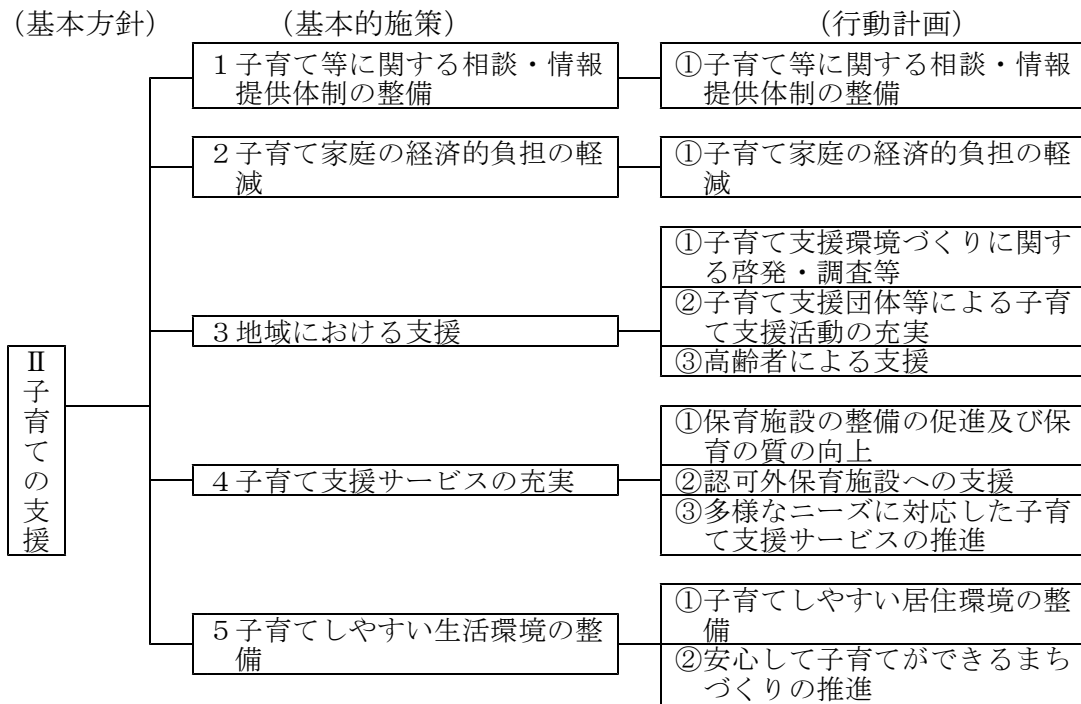 (基本方針) (基本的施策) (行動計画)
1子育て等に関する相談・情報
提供体制の整備
①子育て等に関する相談・情報
提供体制の整備
2子育て家庭の経済的負担の軽
減
①子育て家庭の経済的負担の軽
減
①子育て支援環境づくりに関す
る啓発・調査等
3地域における支援
②子育て支援団体等による子育
て支援活動の充実
③高齢者による支援
Ⅱ子育ての支援
①保育施設の整備の促進及び保
育の質の向上
4子育て支援サービスの充実
②認可外保育施設への支援
③多様なニーズに対応した子育
て支援サービスの推進
5子育てしやすい生活環境の整
備
①子育てしやすい居住環境の整
備
②安心して子育てができるまち
づくりの推進